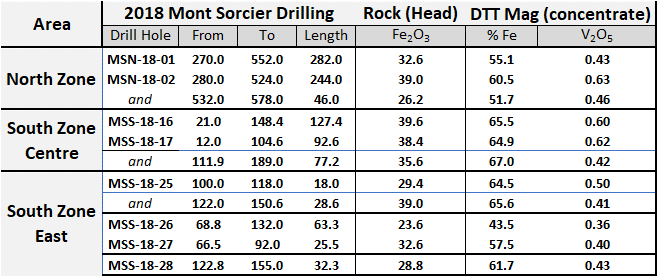 Area 2018 Mont Sorcier Drilling Rock (Head) DTT Mag (concentrate)
Drill Hole From To Length Fe₂O₃ % Fe V₂O₅
North Zone
MSN-18-01 270.0 552.0 282.0 32.6 55.1 0.43
MSN-18-02 280.0 524.0 244.0 39.0 60.5 0.63
and 532.0 578.0 46.0 26.2 51.7 0.46
South Zone Centre
MSS-18-16 21.0 148.4 127.4 39.6 65.5 0.60
MSS-18-17 12.0 104.6 92.6 38.4 64.9 0.62
and 111.9 189.0 77.2 35.6 67.0 0.42
South Zone East
MSS-18-25 100.0 118.0 18.0 29.4 64.5 0.50
and 122.0 150.6 28.6 39.0 65.6 0.41
MSS-18-26 68.8 132.0 63.3 23.6 43.5 0.36
MSS-18-27 66.5 92.0 25.5 32.6 57.5 0.40
MSS-18-28 122.8 155.0 32.3 28.8 61.7 0.43